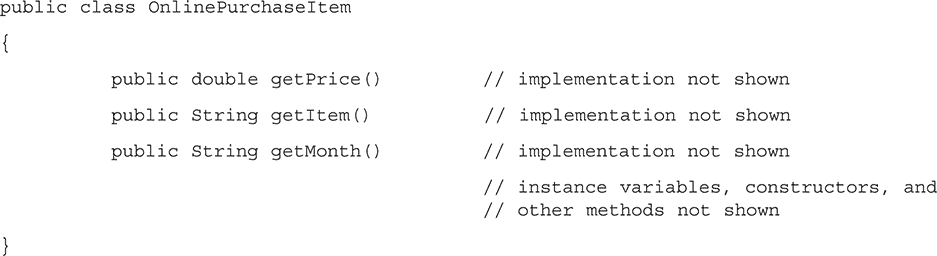 public class OnlinePurchaseItem
{
public double getPrice() // implementation not shown
public String getItem() // implementation not shown
public String getMonth() // implementation not shown
// instance variables, constructors, and
// other methods not shown
}